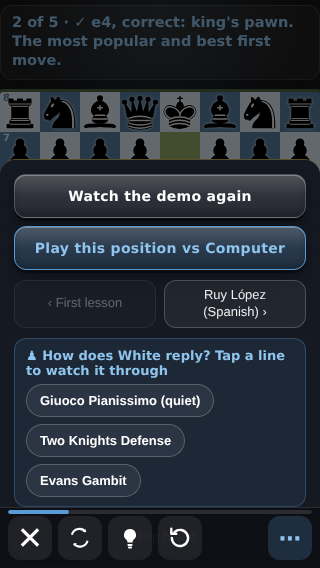 2 of 5 · ✓ e4, correct: king's pawn.
The most popular and best first
move.
8
7
Watch the demo again
Play this position vs Computer
‹ First lesson
Ruy López
(Spanish) ›
♟ How does White reply? Tap a line
to watch it through
Giuoco Pianissimo (quiet)
Two Knights Defense
Evans Gambit